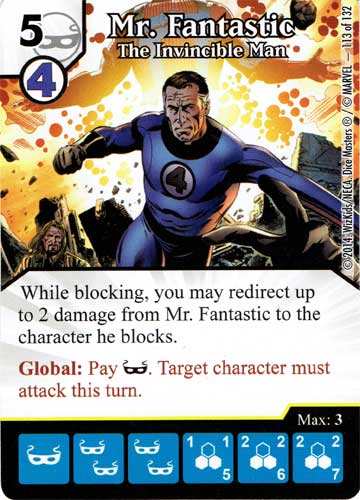 5
Mr. Fantastic
The Invincible Man
4
4
©2014 WizKids/NECA, Dice Masters ® © MARVEL — 113 of 132
While blocking, you may redirect up
to 2 damage from Mr. Fantastic to the
character he blocks.
Global: Pay . Target character must
attack this turn.
Max: 3
1 1
5
2 2
6
2 2
7